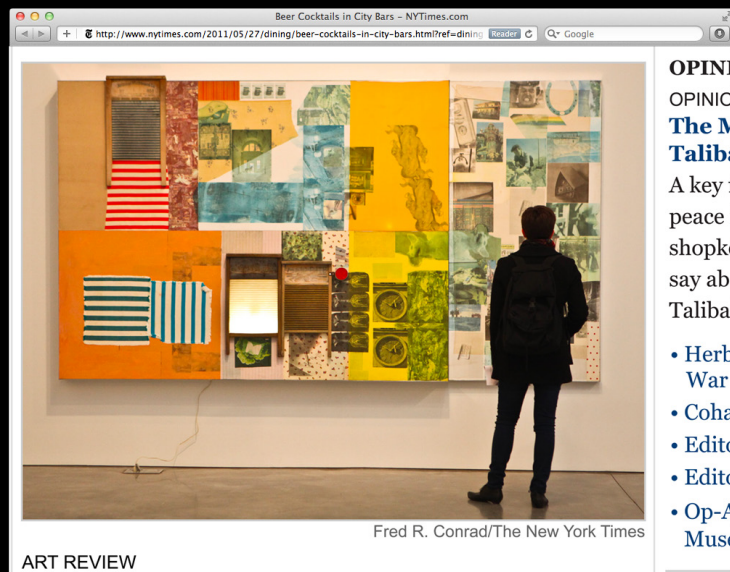 Beer Cocktails in City Bars – NYTimes.com
http://www.nytimes.com/2011/05/27/dining/beer-cocktails-in-city-bars.html?ref=dining
Reader
Google
Fred R. Conrad/The New York Times
ART REVIEW
OPINI
OPINIO
The M
Taliba
A key
peace
shopke
say ab
Taliba
• Herb
War
• Coha
• Edito
• Edito
• Op-A
Muse